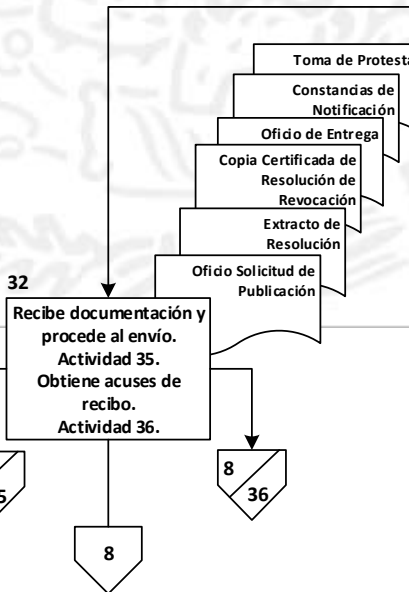 Toma de Protesta
Constancias de
Notificación
Oficio de Entrega
Copia Certificada de
Resolución de
Revocación
Extracto de
Resolución
Oficio Solicitud de
Publicación
32
Recibe documentación y
procede al envío.
Actividad 35.
Obtiene acuses de
recibo.
Actividad 36.
5
8
36
8